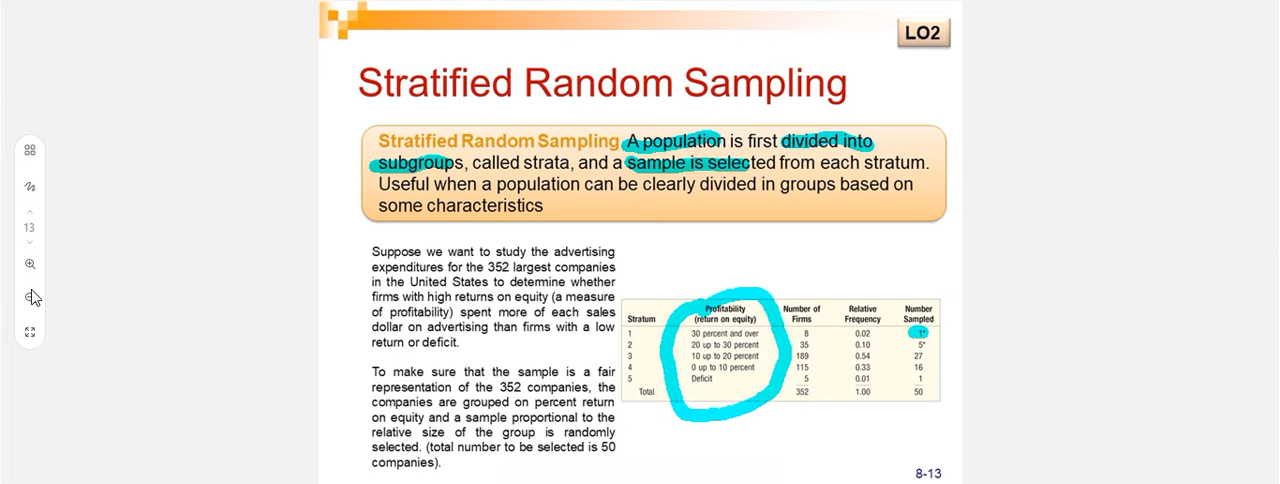 LO2
Stratified Random Sampling
Stratified Random Sampling A population is first divided into
subgroups, called strata, and a sample is selected from each stratum.
Useful when a population can be clearly divided in groups based on
some characteristics
Suppose we want to study the advertising
expenditures for the 352 largest companies
in the United States to determine whether
firms with high returns on equity (a measure
of profitability) spent more of each sales
dollar on advertising than firms with a low
return or deficit.
To make sure that the sample is a fair
representation of the 352 companies, the
companies are grouped on percent return
on equity and a sample proportional to the
relative size of the group is randomly
selected. (total number to be selected is 50
companies).
Profitability Number of Relative Number
Stratum (return on equity) Firms Frequency Sampled
1 30 percent and over 8 0.02 1*
2 20 up to 30 percent 35 0.10 5*
3 10 up to 20 percent 189 0.54 27
4 0 up to 10 percent 115 0.33 16
5 Deficit 5 0.01 1
Total 352 1.00 50
8-13
13